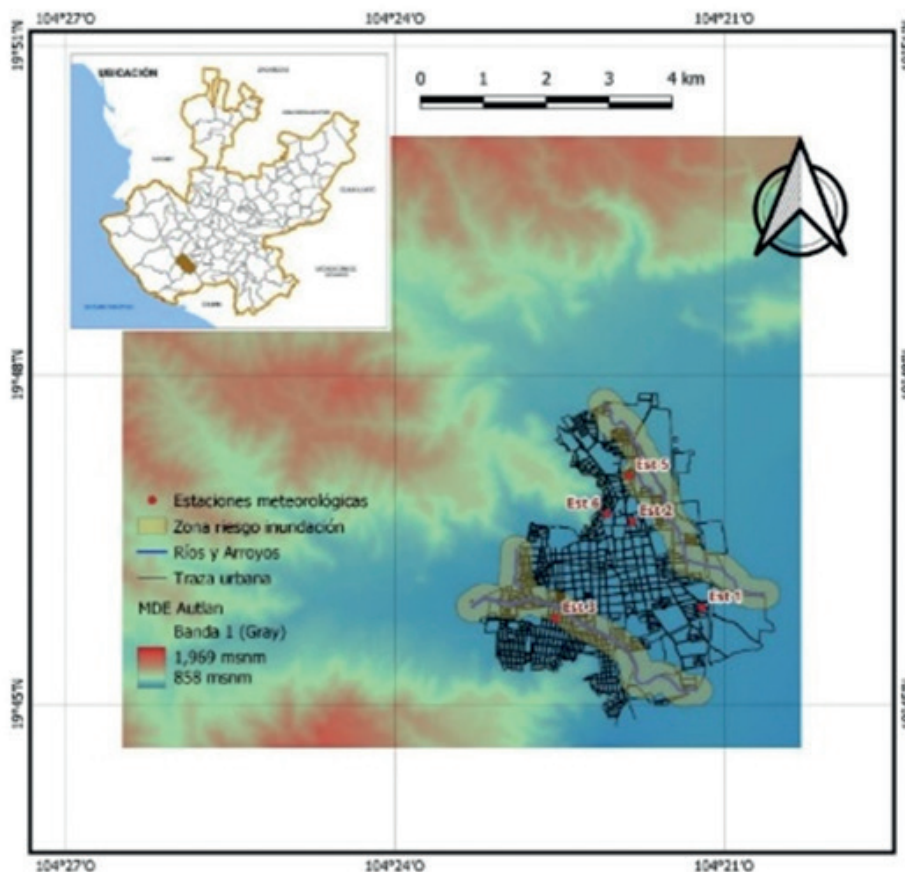 104°27'O 104°24'O 104°21'O
19°51'N
UBICACIÓN
0 1 2 3 4 km
19°48'N
Est 5
Est 6
Est 2
Est 1
Est 3
Estaciones meteorológicas
Zona riesgo inundación
Ríos y Arroyos
Traza urbana
MDE Autlan
Banda 1 (Gray)
1,969 msnm
858 msnm
19°45'N
104°27'O 104°24'O 104°21'O